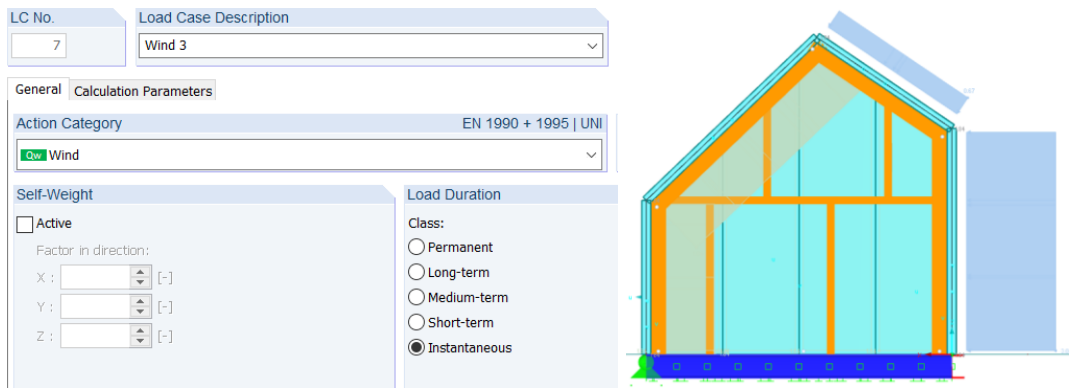 LC No.
7
Load Case Description
Wind 3
General
Calculation Parameters
Action Category
EN 1990 + 1995 | UNI
Qw Wind
Self-Weight
Active
Factor in direction:
X :
[-]
Y :
[-]
Z :
[-]
Load Duration
Class:
Permanent
Long-term
Medium-term
Short-term
Instantaneous